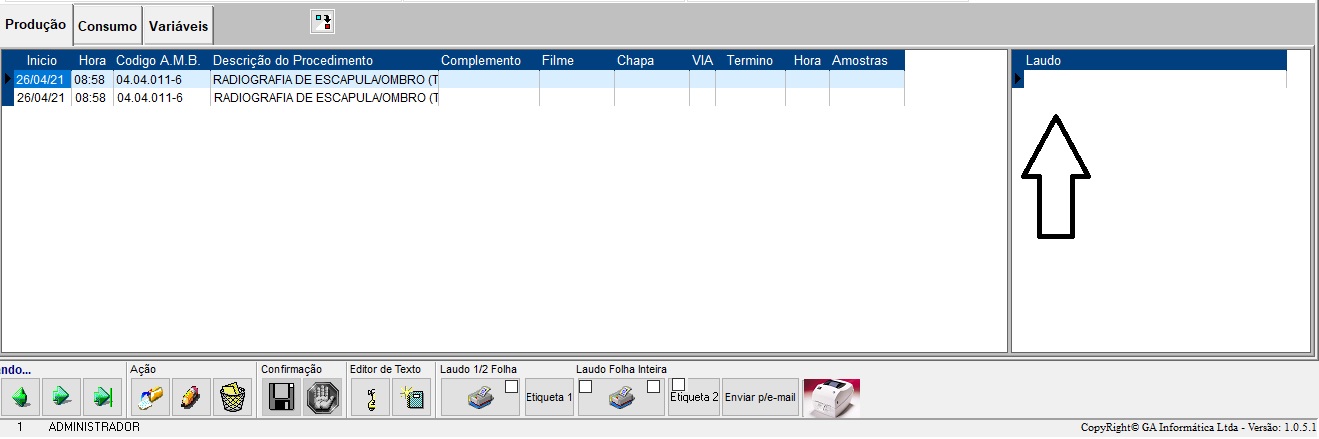 Produção Consumo Variáveis
Inicio Hora Codigo A.M.B. Descrição do Procedimento Complemento Filme Chapa VIA Termino Hora Amostras Laudo
26/04/21 08:58 04.04.011-6 RADIOGRAFIA DE ESCAPULA/OMBRO (T
26/04/21 08:58 04.04.011-6 RADIOGRAFIA DE ESCAPULA/OMBRO (T
ndo... Ação Confirmação Editor de Texto Laudo 1/2 Folha Laudo Folha Inteira
Etiqueta 1 Etiqueta 2 Enviar p/e-mail
1 ADMINISTRADOR CopyRight© GA Informática Ltda - Versão: 1.0.5.1